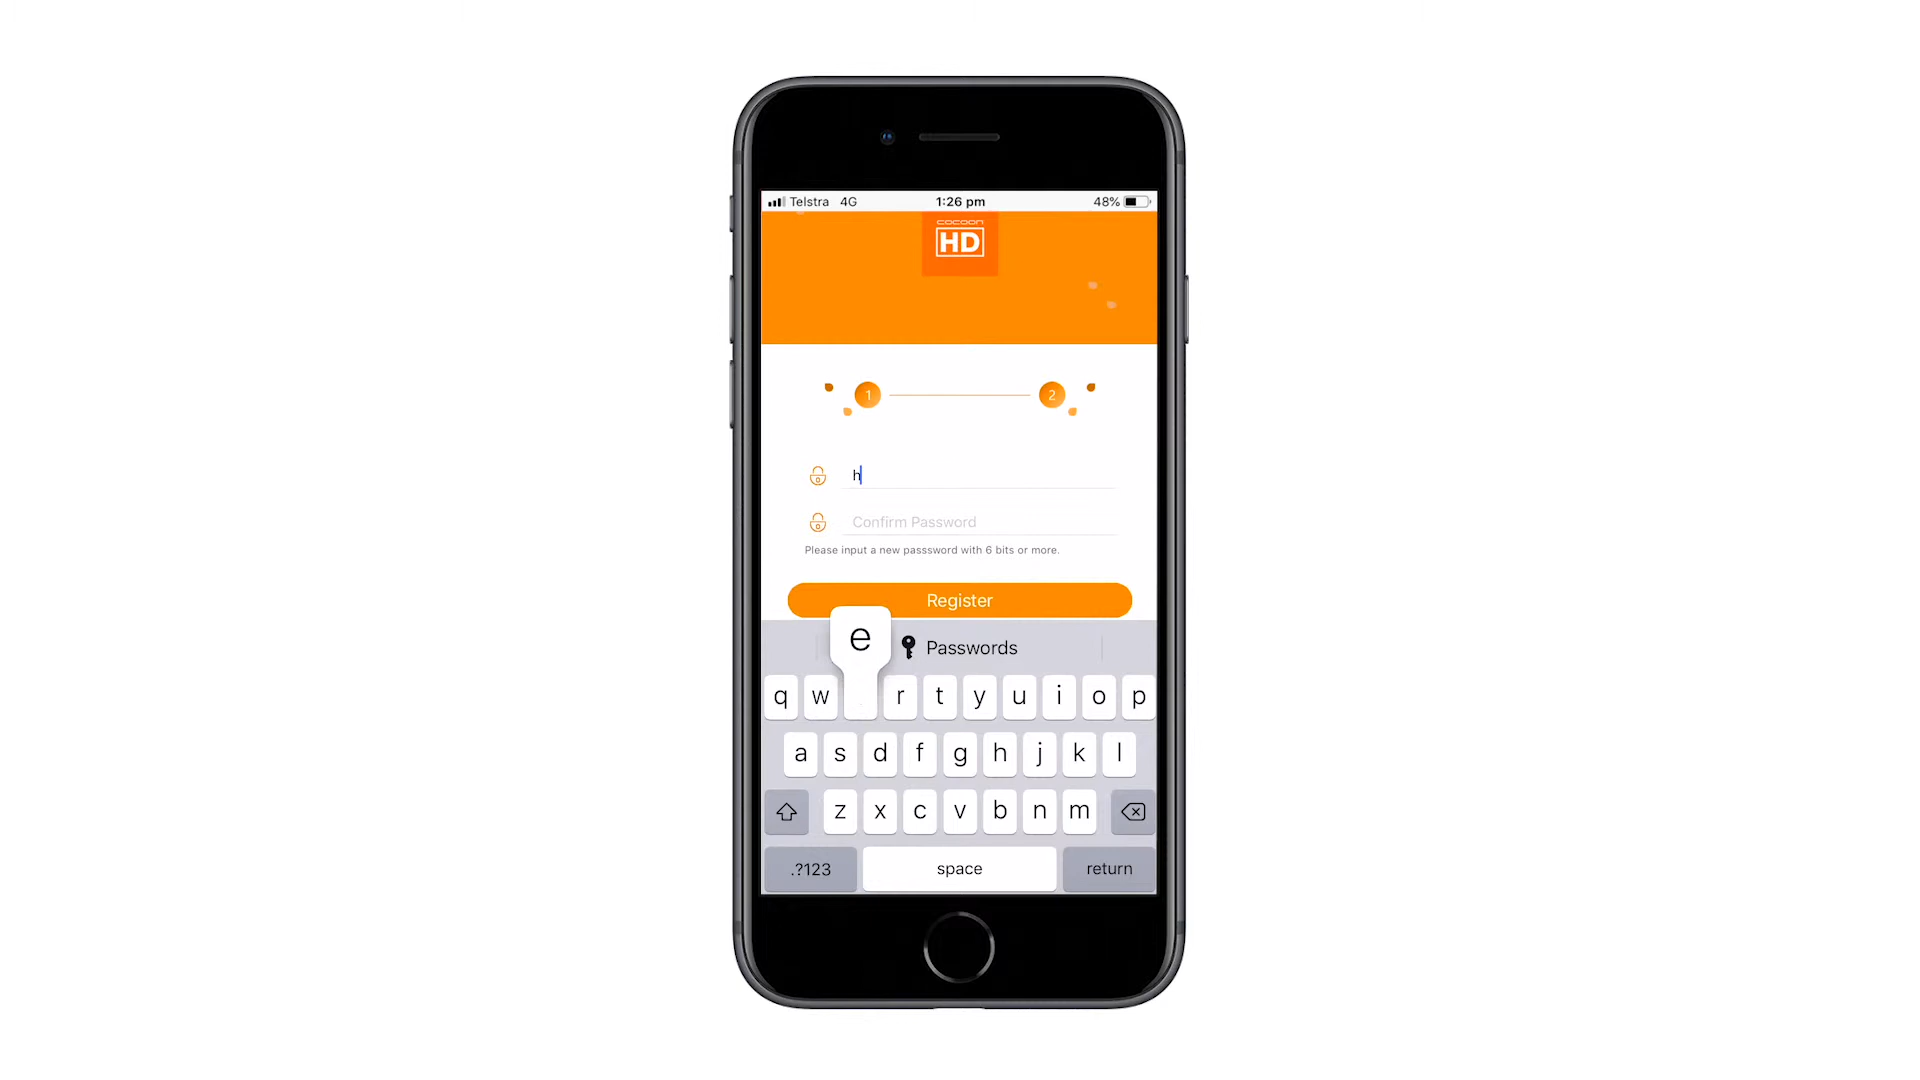 Telstra 4G 1:26 pm 48%
cocoon
HD
1 2
h
Confirm Password
Please input a new passsword with 6 bits or more.
Register
e
Passwords
q w r t y u i o p
a s d f g h j k l
z x c v b n m
.?123 space return